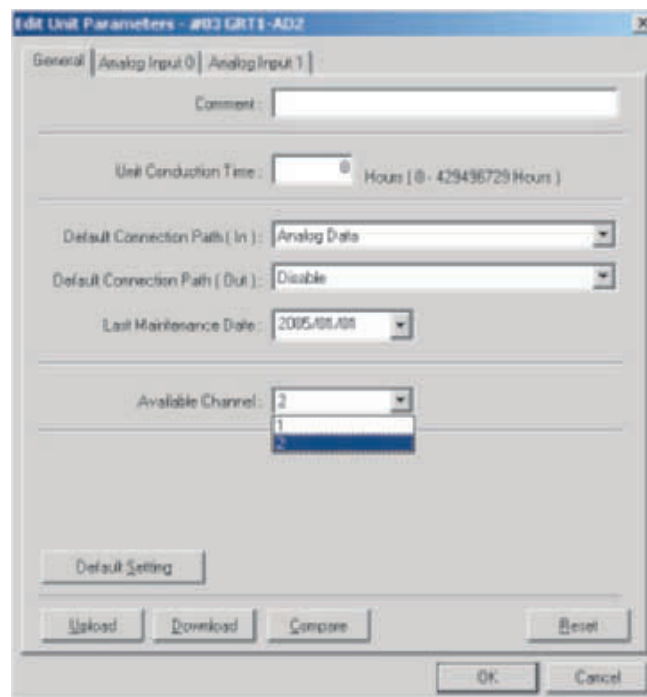 Edit Unit Parameters - #03 GRT1-AD2
General Analog Input 0 Analog Input 1
Comment :
Unit Conduction Time : 0 Hours ( 0 - 429496729 Hours )
Default Connection Path ( In ) : Analog Data
Default Connection Path ( Out ) : Disable
Last Maintenance Date : 2005/01/01
Available Channel : 2
1
2
Default Setting
Upload Download Compare Reset
OK Cancel